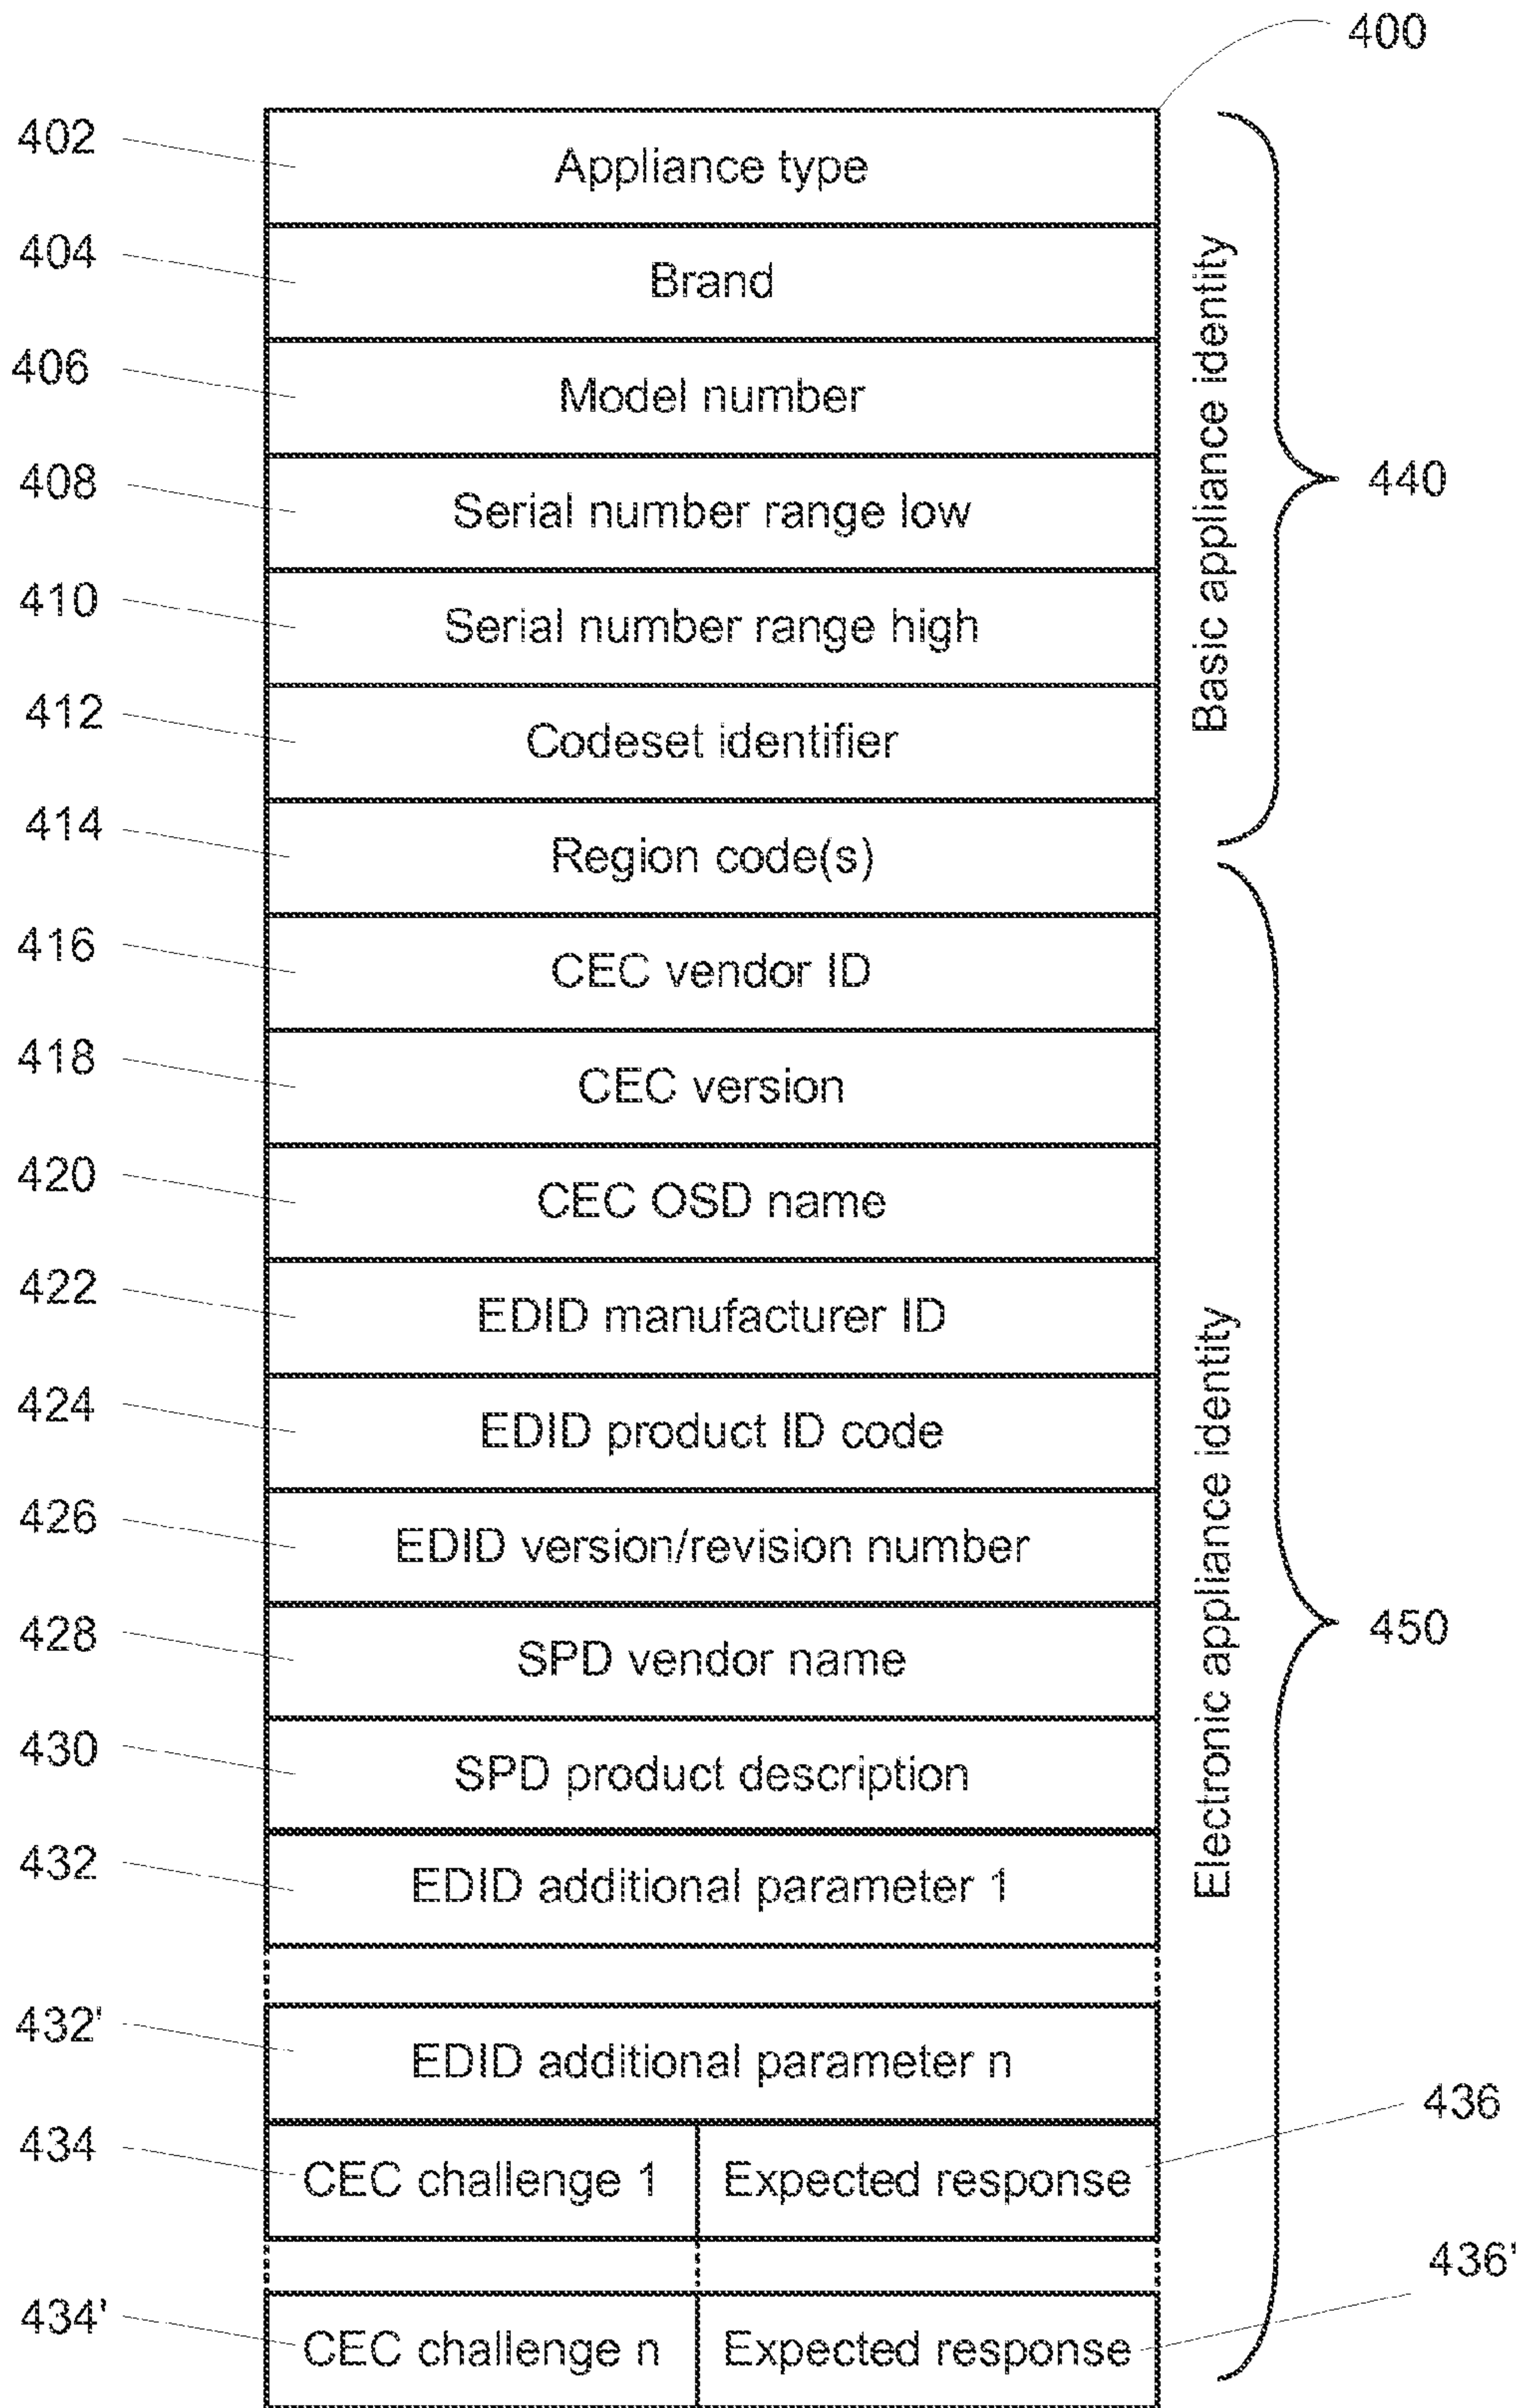 400
402 Appliance type
404 Brand
406 Model number
408 Serial number range low
410 Serial number range high
412 Codeset identifier
414 Region code(s)
Basic appliance identity
440
416 CEC vendor ID
418 CEC version
420 CEC OSD name
422 EDID manufacturer ID
424 EDID product ID code
426 EDID version/revision number
428 SPD vendor name
430 SPD product description
432 EDID additional parameter 1
432' EDID additional parameter n
434 CEC challenge 1 Expected response 436
434' CEC challenge n Expected response 436'
Electronic appliance identity
450